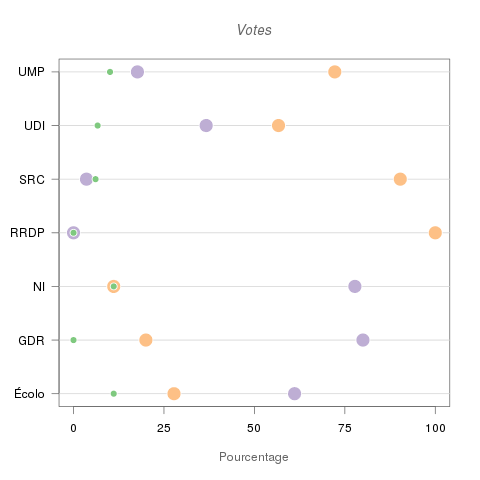 Votes
UMP
UDI
SRC
RRDP
NI
GDR
Écolo
0 25 50 75 100
Pourcentage